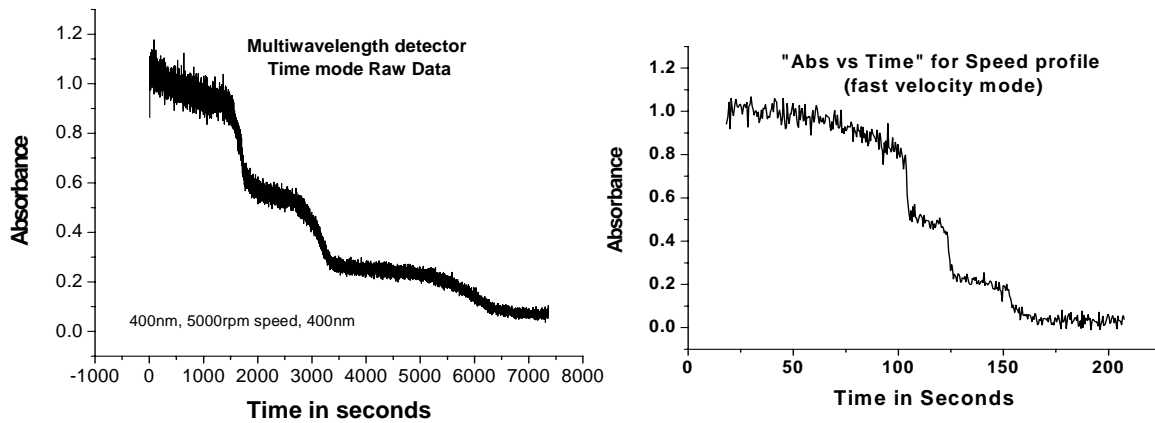 1.2
1.0
0.8
0.6
0.4
0.2
0.0
Absorbance
Multiwavelength detector
Time mode Raw Data
400nm, 5000rpm speed, 400nm
-1000 0 1000 2000 3000 4000 5000 6000 7000 8000
Time in seconds
1.2
1.0
0.8
0.6
0.4
0.2
0.0
Absorbance
"Abs vs Time" for Speed profile
(fast velocity mode)
0 50 100 150 200
Time in Seconds